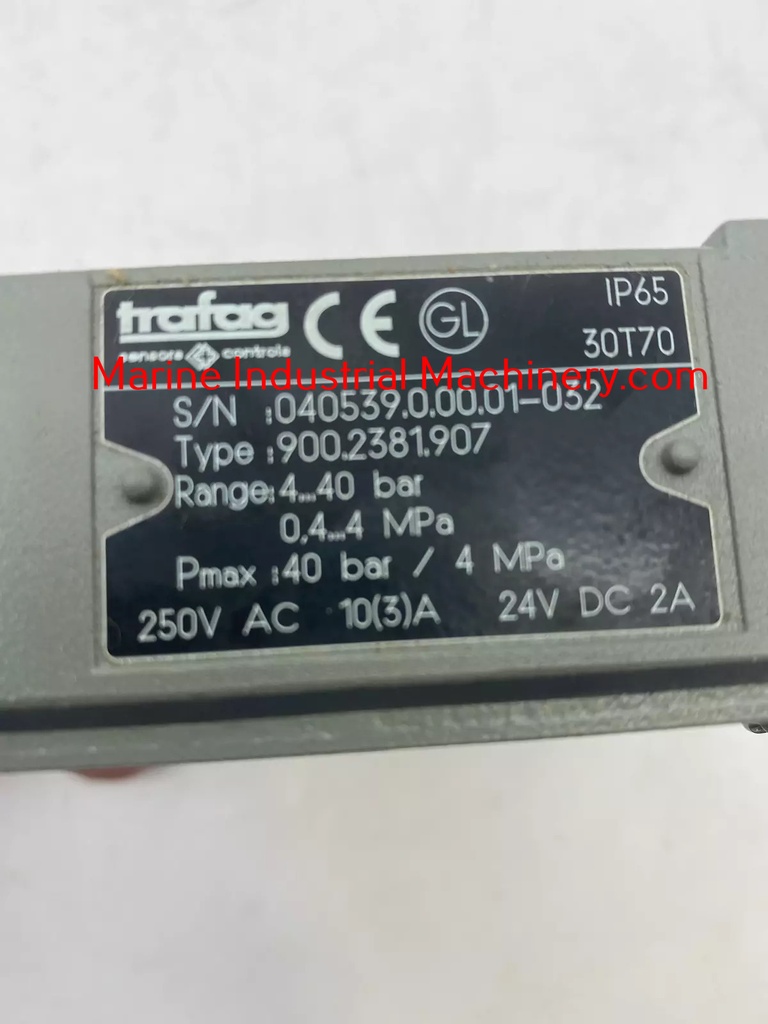 trafag CE GL IP65
sensors controls 30T70
Marine Industrial Machinery.com
S/N :040539.0.00.01-032
Type :900.2381.907
Range:4...40 bar
0,4...4 MPa
Pmax :40 bar / 4 MPa
250V AC 10(3)A 24V DC 2A